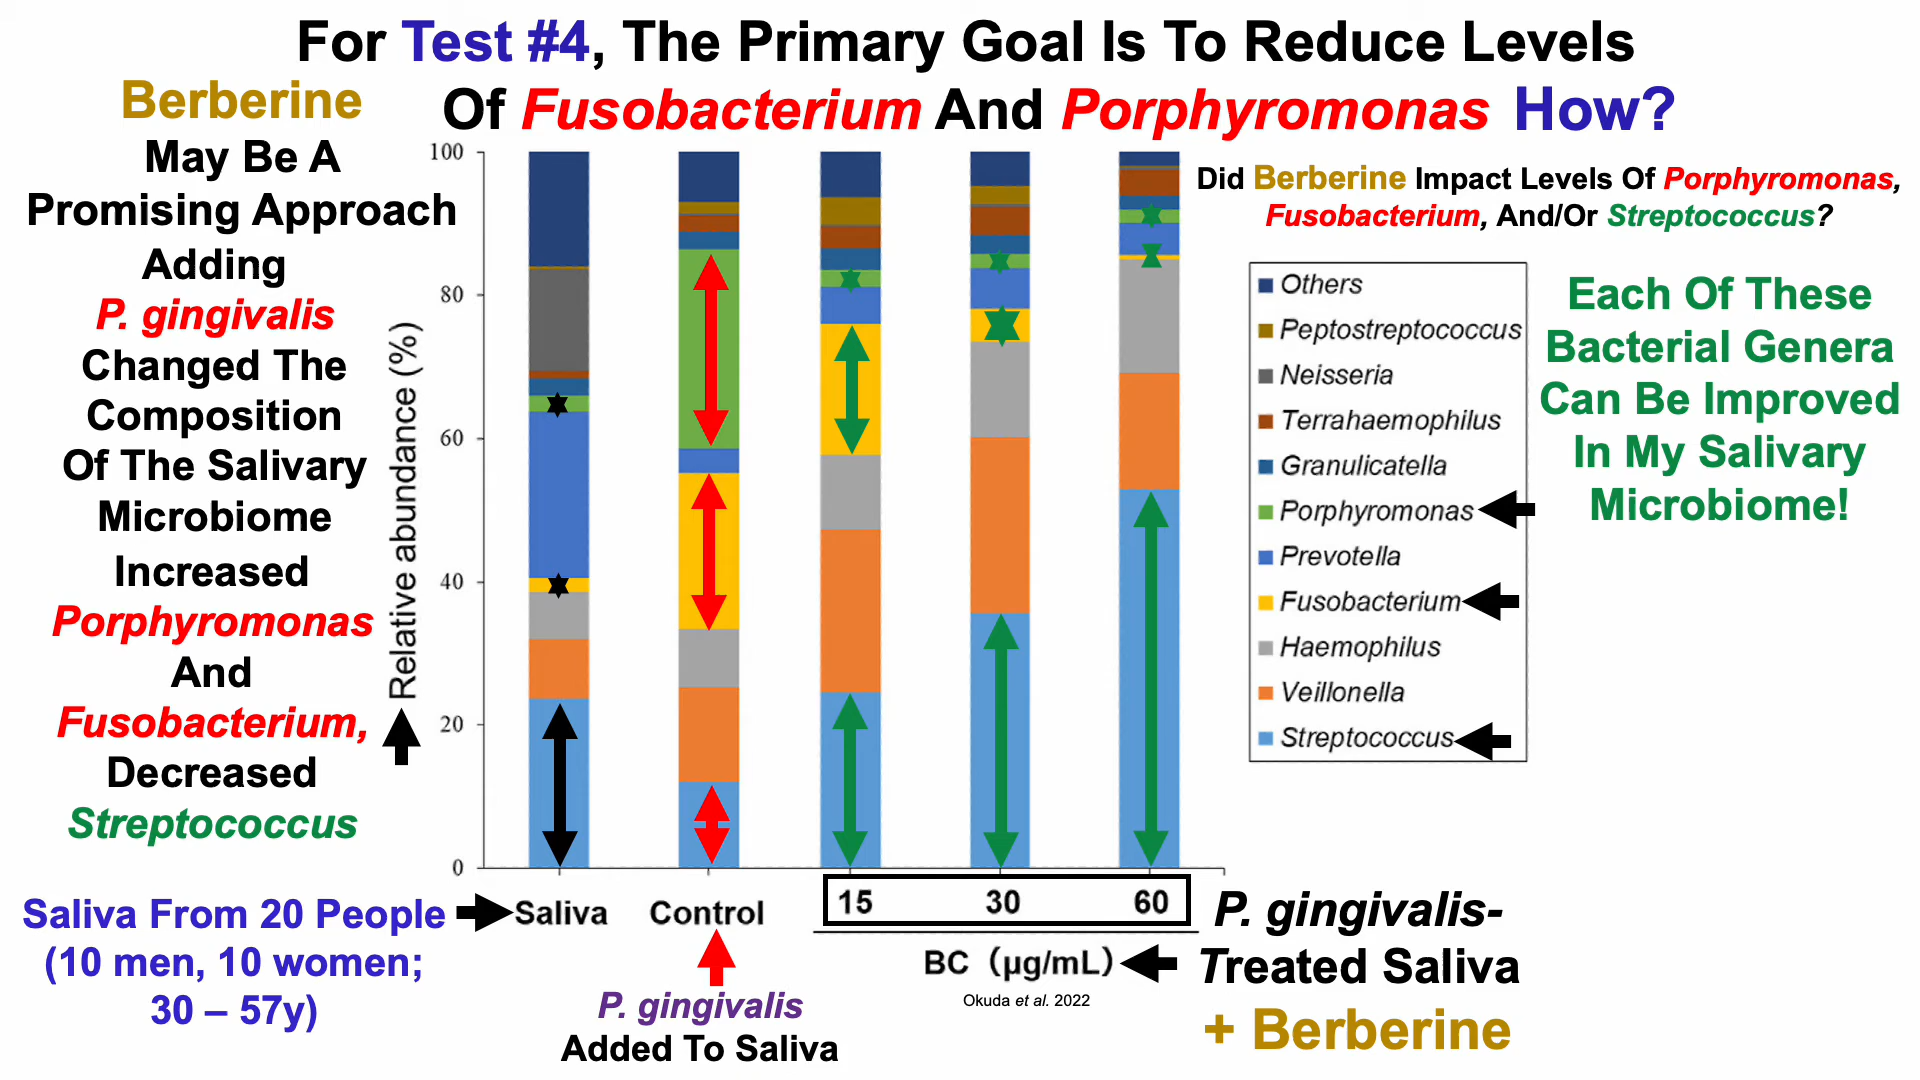 For Test #4, The Primary Goal Is To Reduce Levels
Of Fusobacterium And Porphyromonas How?
Berberine
May Be A
Promising Approach
Adding
P. gingivalis
Changed The
Composition
Of The Salivary
Microbiome
Increased
Porphyromonas
And
Fusobacterium,
Decreased
Streptococcus
Saliva From 20 People
(10 men, 10 women;
30 – 57y)
Relative abundance (%)
100
80
60
40
20
0
Saliva
Control
15
30
60
BC (µg/mL)
Okuda et al. 2022
P. gingivalis
Added To Saliva
Did Berberine Impact Levels Of Porphyromonas,
Fusobacterium, And/Or Streptococcus?
Others
Peptostreptococcus
Neisseria
Terrahaemophilus
Granulicatella
Porphyromonas
Prevotella
Fusobacterium
Haemophilus
Veillonella
Streptococcus
Each Of These
Bacterial Genera
Can Be Improved
In My Salivary
Microbiome!
P. gingivalis-
Treated Saliva
+ Berberine